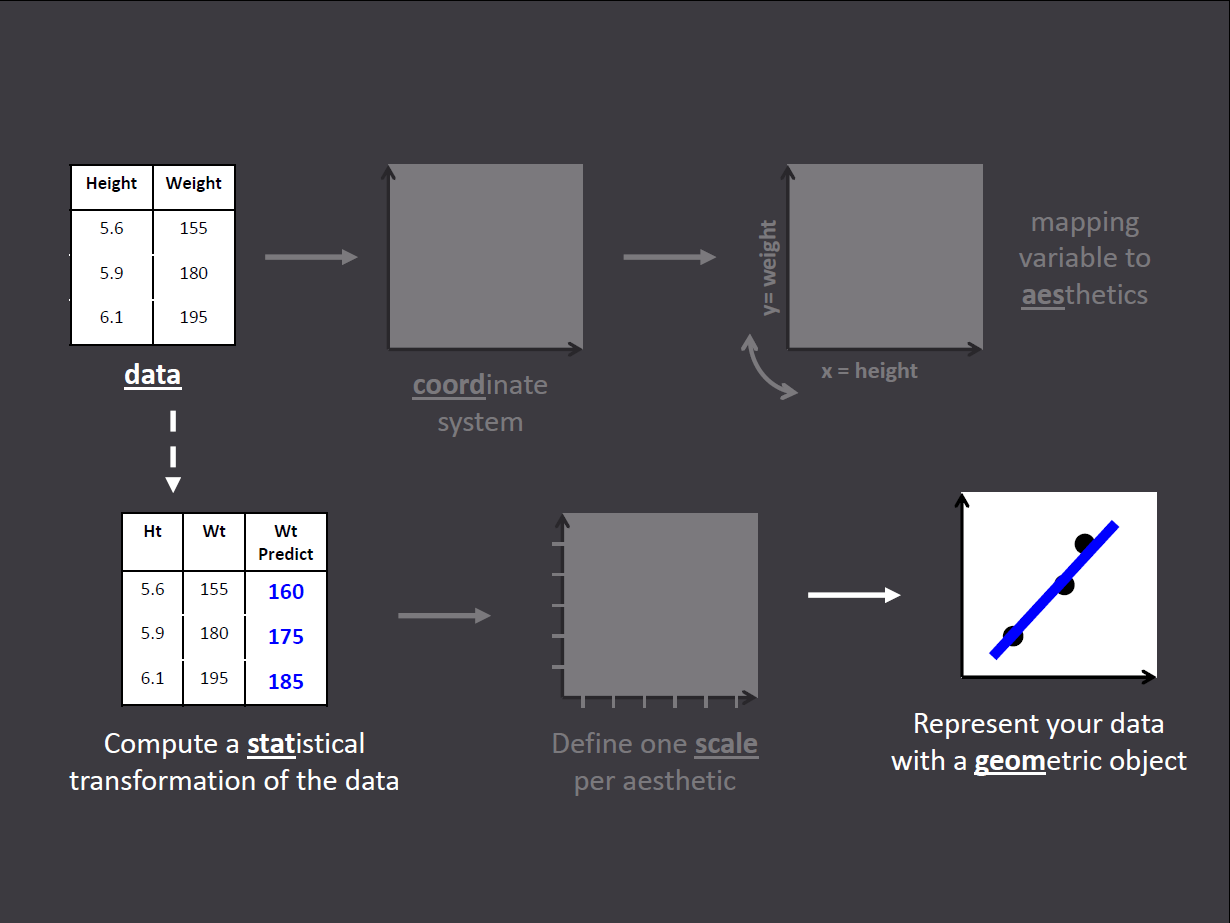 Height Weight
5.6 155
5.9 180
6.1 195
data
coordinate
system
y= weight
x = height
mapping
variable to
aesthetics
Ht Wt Wt
Predict
5.6 155 160
5.9 180 175
6.1 195 185
Compute a statistical
transformation of the data
Define one scale
per aesthetic
Represent your data
with a geometric object